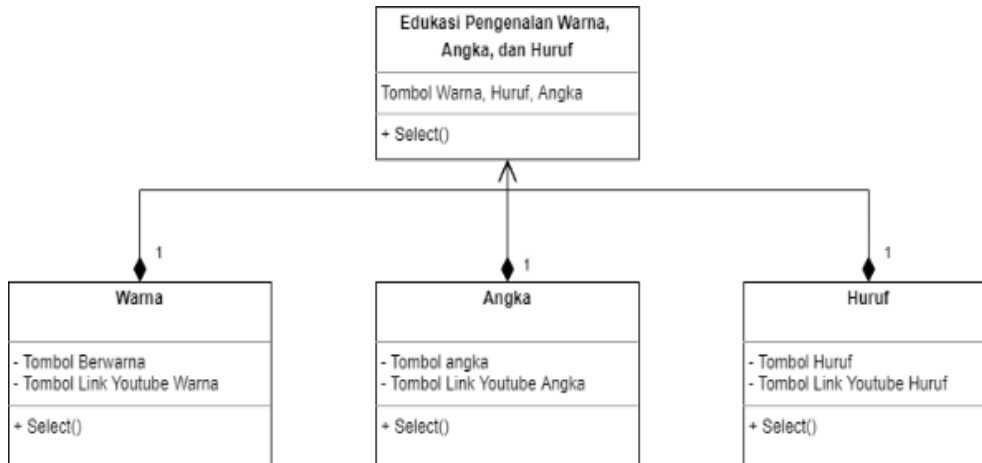 Edukasi Pengenalan Warna,
Angka, dan Huruf
Tombol Warna, Huruf, Angka
+ Select()
1
1
1
Warna
- Tombol Berwarna
- Tombol Link Youtube Warna
+ Select()
Angka
- Tombol angka
- Tombol Link Youtube Angka
+ Select()
Huruf
- Tombol Huruf
- Tombol Link Youtube Huruf
+ Select()